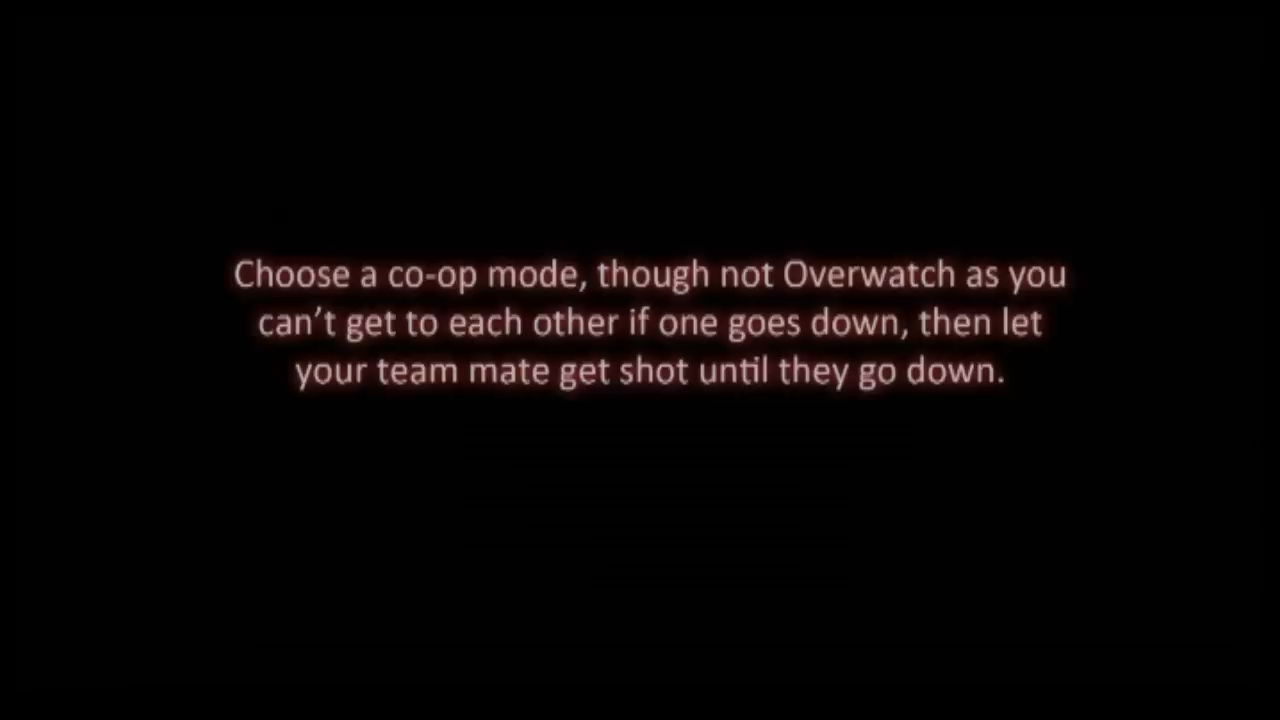 Choose a co-op mode, though not Overwatch as you
can’t get to each other if one goes down, then let
your team mate get shot until they go down.